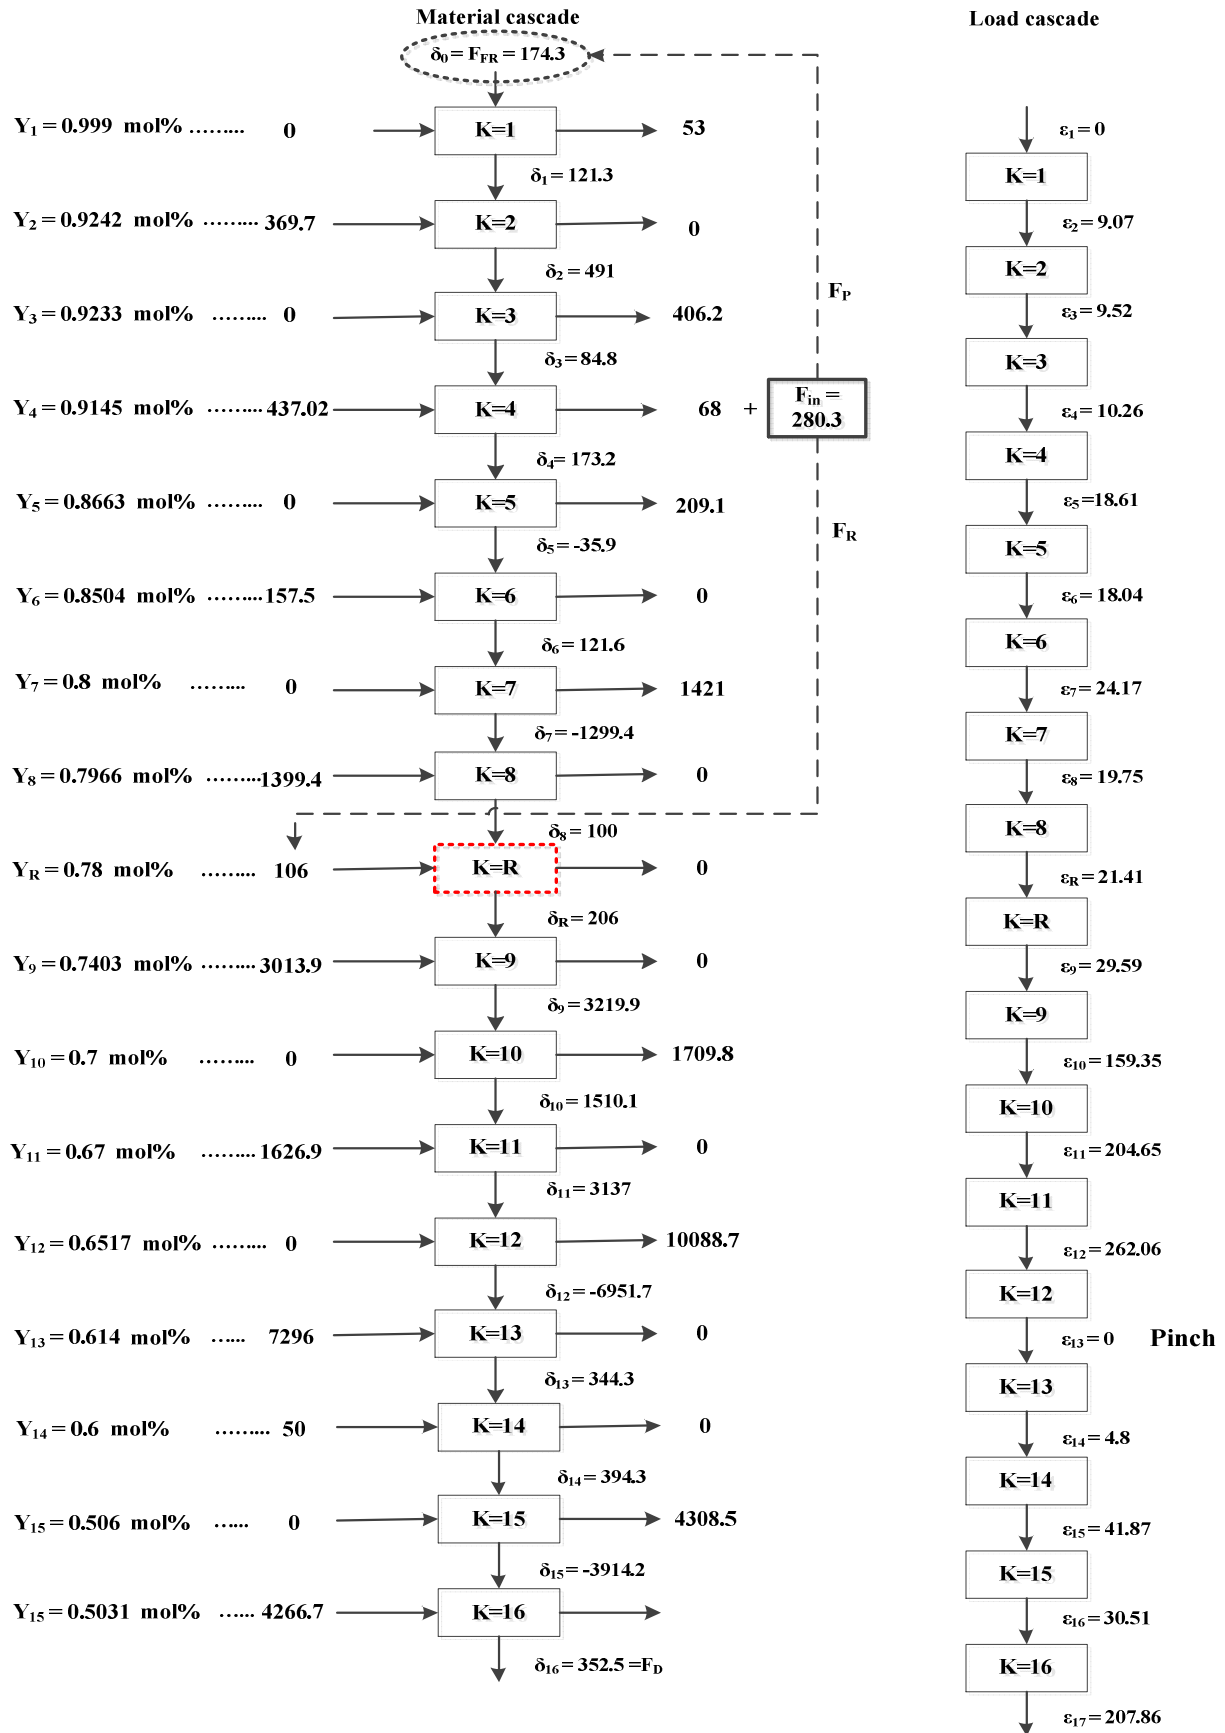 Material cascade
Load cascade
δ0 = FFR = 174.3
Y1 = 0.999 mol% ......... 0
K=1
53
ε1 = 0
δ1 = 121.3
K=1
Y2 = 0.9242 mol% ......... 369.7
K=2
0
ε2 = 9.07
δ2 = 491
K=2
FP
Y3 = 0.9233 mol% ......... 0
K=3
406.2
ε3 = 9.52
δ3 = 84.8
K=3
Y4 = 0.9145 mol% ......... 437.02
K=4
68 +
Fin =
280.3
ε4 = 10.26
δ4 = 173.2
K=4
Y5 = 0.8663 mol% ......... 0
K=5
209.1
ε5 =18.61
FR
δ5 = -35.9
K=5
Y6 = 0.8504 mol% ......... 157.5
K=6
0
ε6 = 18.04
δ6 = 121.6
K=6
Y7 = 0.8 mol% ......... 0
K=7
1421
ε7 = 24.17
δ7 = -1299.4
K=7
Y8 = 0.7966 mol% ......... 1399.4
K=8
0
ε8 = 19.75
δ8 = 100
K=8
YR = 0.78 mol% ......... 106
K=R
0
εR = 21.41
δR = 206
K=R
Y9 = 0.7403 mol% ......... 3013.9
K=9
0
ε9 = 29.59
δ9 = 3219.9
K=9
Y10 = 0.7 mol% ......... 0
K=10
1709.8
ε10 = 159.35
δ10 = 1510.1
K=10
Y11 = 0.67 mol% ......... 1626.9
K=11
0
ε11 = 204.65
δ11 = 3137
K=11
Y12 = 0.6517 mol% ......... 0
K=12
10088.7
ε12 = 262.06
δ12 = -6951.7
K=12
Y13 = 0.614 mol% ...... 7296
K=13
0
ε13 = 0 Pinch
δ13 = 344.3
K=13
Y14 = 0.6 mol% ......... 50
K=14
0
ε14 = 4.8
δ14 = 394.3
K=14
Y15 = 0.506 mol% ...... 0
K=15
4308.5
ε15 = 41.87
δ15 = -3914.2
K=15
Y15 = 0.5031 mol% ...... 4266.7
K=16
ε16 = 30.51
δ16 = 352.5 =FD
K=16
ε17 = 207.86